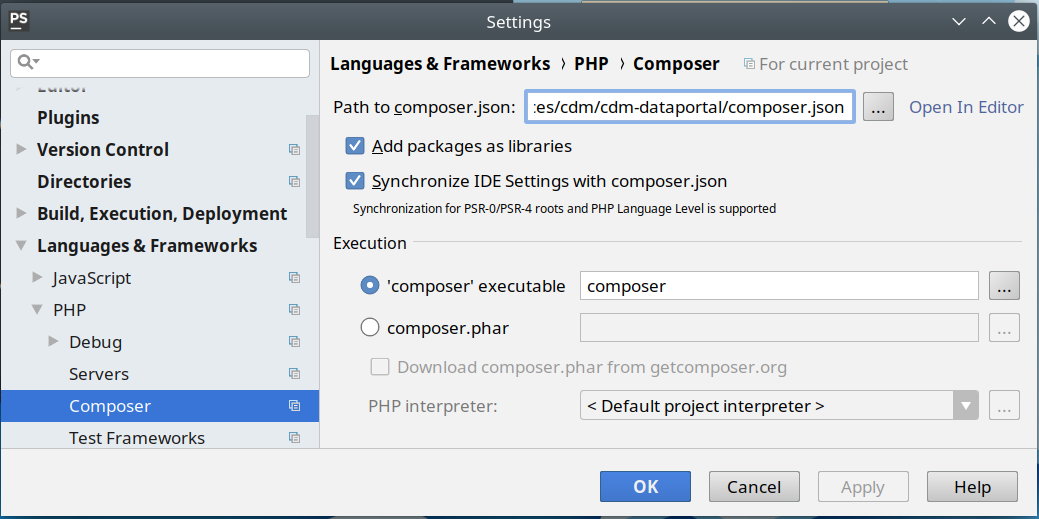 PS
Settings
Languages & Frameworks › PHP › Composer
For current project
Editor
Plugins
Version Control
Directories
Build, Execution, Deployment
Languages & Frameworks
JavaScript
PHP
Debug
Servers
Composer
Test Frameworks
Path to composer.json:
:es/cdm/cdm-dataportal/composer.json
...
Open In Editor
Add packages as libraries
Synchronize IDE Settings with composer.json
Synchronization for PSR-0/PSR-4 roots and PHP Language Level is supported
Execution
'composer' executable
composer
...
composer.phar
...
Download composer.phar from getcomposer.org
PHP interpreter:
< Default project interpreter >
...
OK
Cancel
Apply
Help